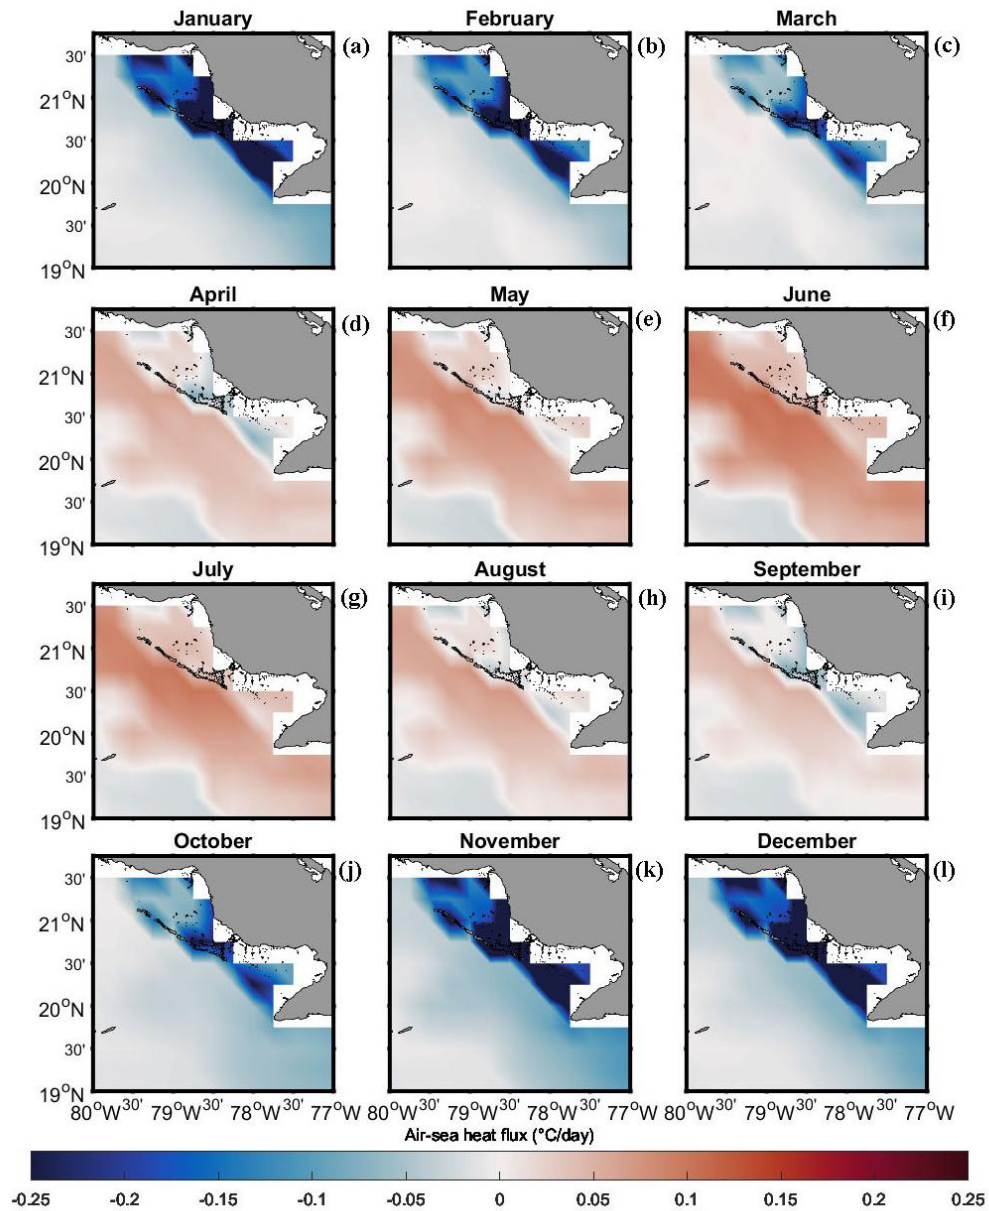 January
February
March
(a)
(b)
(c)
30'
21°N
30'
20°N
30'
19°N
April
May
June
(d)
(e)
(f)
30'
21°N
30'
20°N
30'
19°N
July
August
September
(g)
(h)
(i)
30'
21°N
30'
20°N
30'
19°N
October
November
December
(j)
(k)
(l)
30'
21°N
30'
20°N
30'
19°N
80°W 30' 79°W 30' 78°W 30' 77°W
80°W 30' 79°W 30' 78°W 30' 77°W
80°W 30' 79°W 30' 78°W 30' 77°W
Air-sea heat flux (°C/day)
-0.25 -0.2 -0.15 -0.1 -0.05 0 0.05 0.1 0.15 0.2 0.25